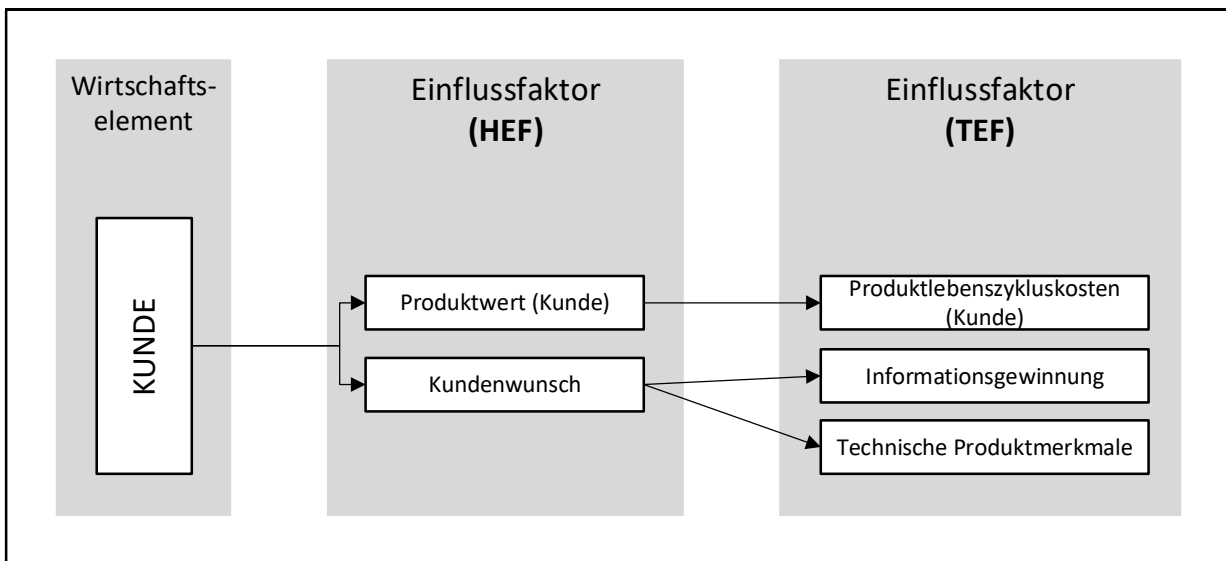 Wirtschafts-
element
KUNDE
Einflussfaktor
(HEF)
Produktwert (Kunde)
Kundenwunsch
Einflussfaktor
(TEF)
Produktlebenszykluskosten
(Kunde)
Informationsgewinnung
Technische Produktmerkmale